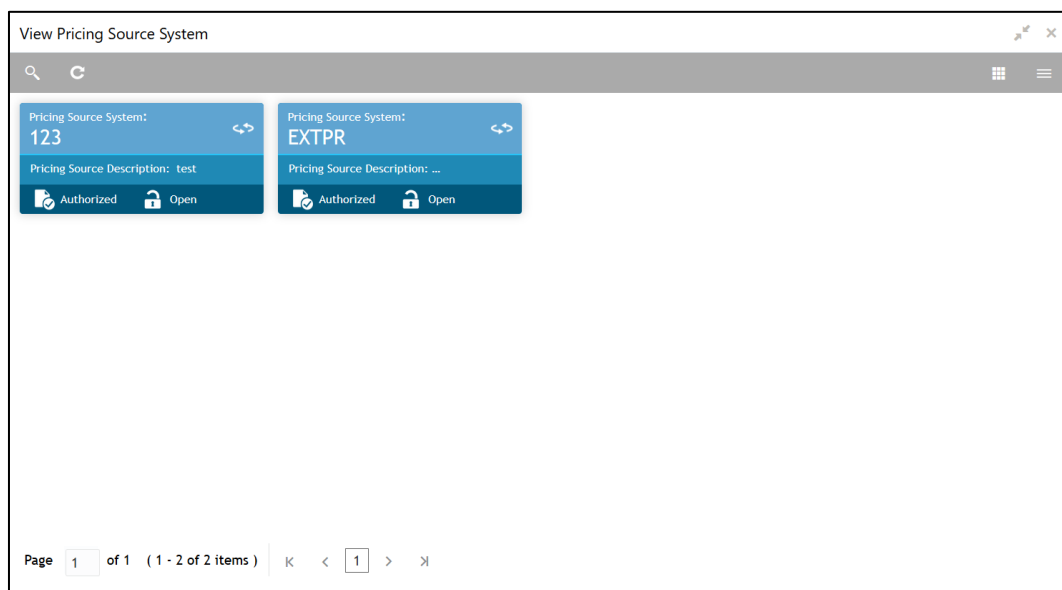 View Pricing Source System
Pricing Source System:
123
Pricing Source Description: test
Authorized Open
Pricing Source System:
EXTPR
Pricing Source Description: ...
Authorized Open
Page 1 of 1 ( 1 - 2 of 2 items ) 1